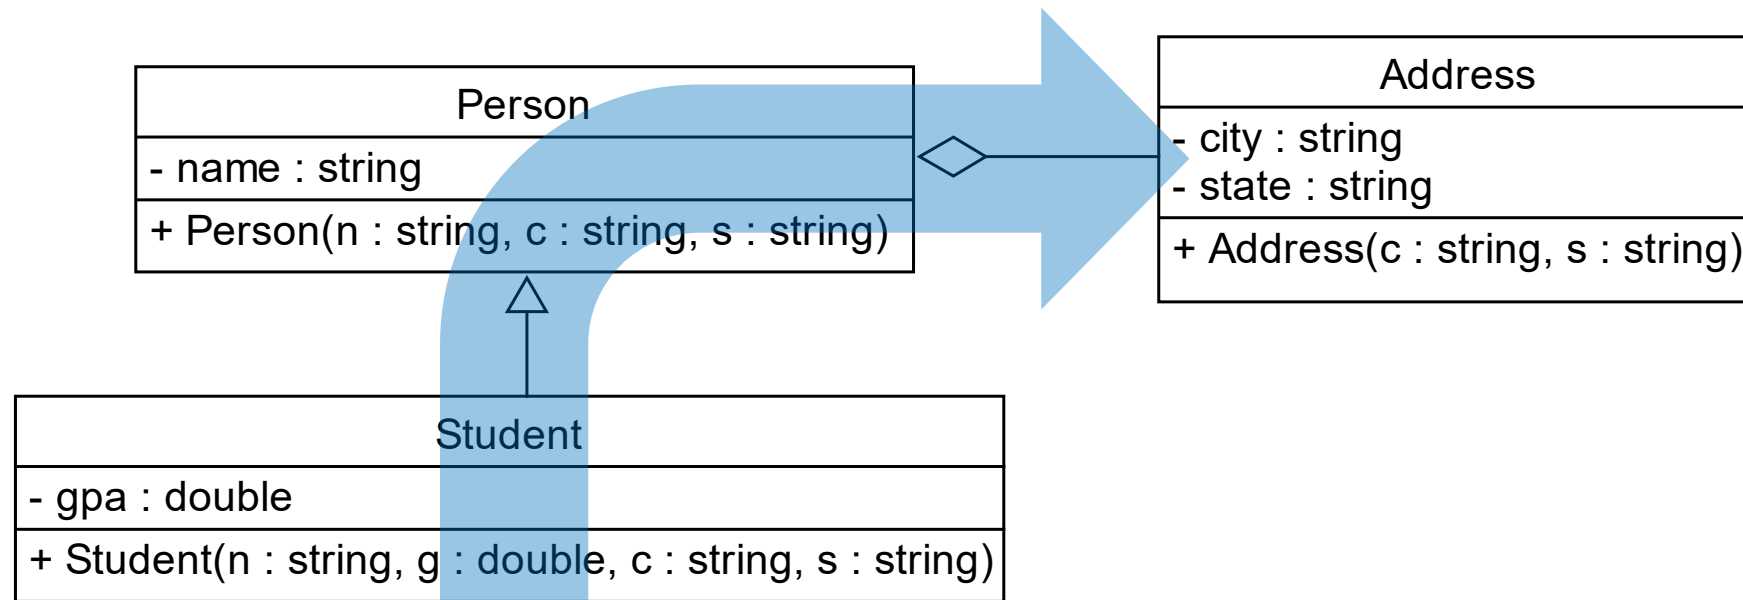 Person
- name : string
+ Person(n : string, c : string, s : string)
Address
- city : string
- state : string
+ Address(c : string, s : string)
Student
- gpa : double
+ Student(n : string, g : double, c : string, s : string)